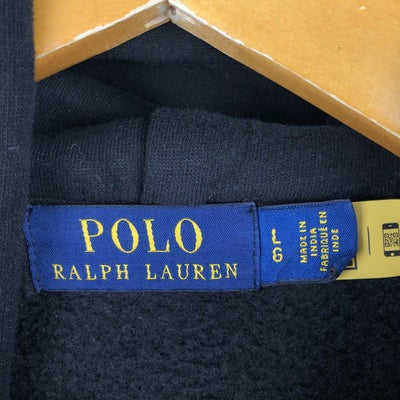 POLO
RALPH LAUREN
L
G
MADE IN
INDIA
FABRIQUÉ EN
INDE